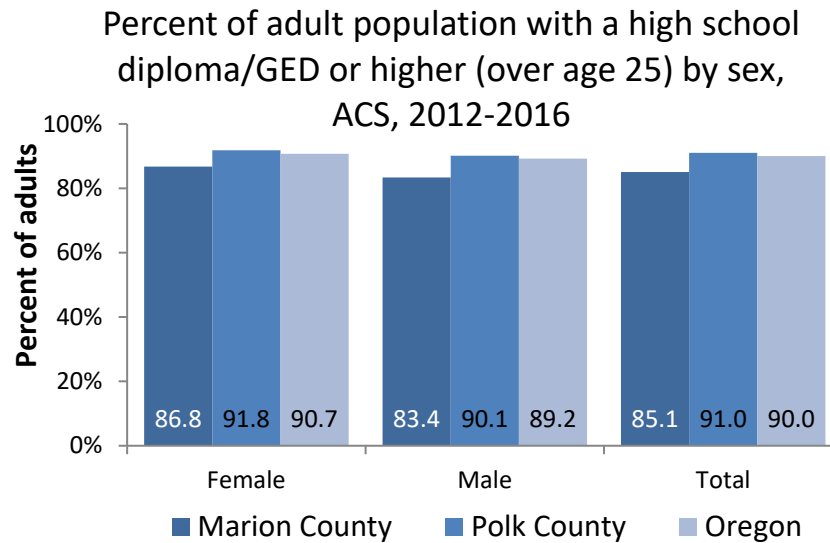 Percent of adult population with a high school
diploma/GED or higher (over age 25) by sex,
ACS, 2012-2016
Percent of adults
100%
80%
60%
40%
20%
0%
86.8 91.8 90.7 83.4 90.1 89.2 85.1 91.0 90.0
Female Male Total
Marion County Polk County Oregon